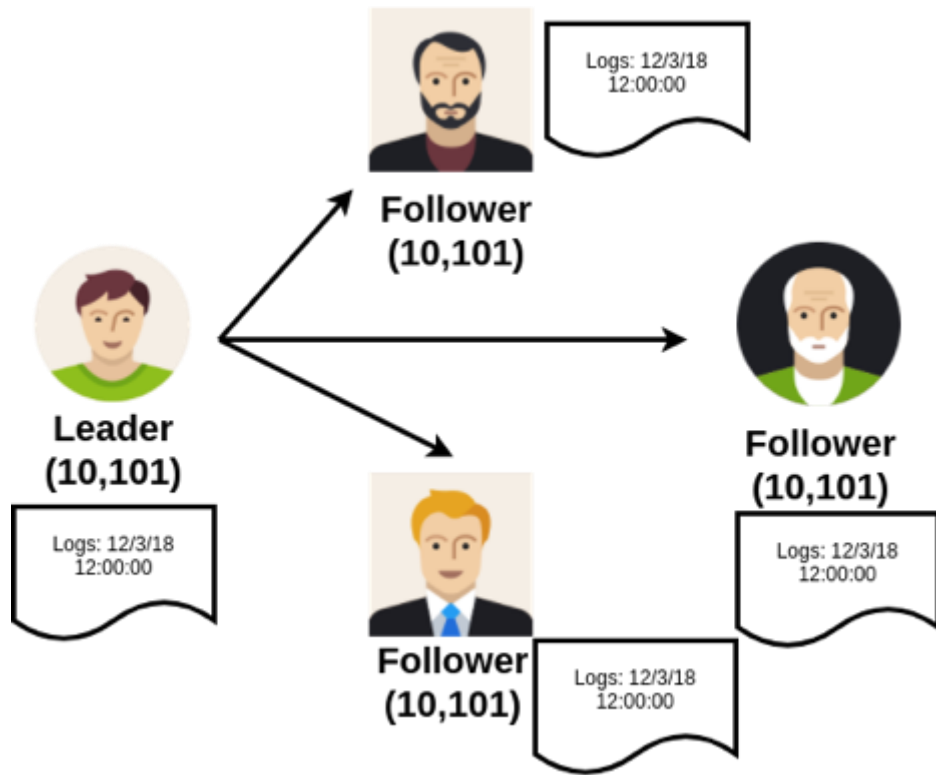 Logs: 12/3/18
12:00:00
Follower
(10,101)
Leader
(10,101)
Logs: 12/3/18
12:00:00
Follower
(10,101)
Logs: 12/3/18
12:00:00
Follower
(10,101)
Logs: 12/3/18
12:00:00